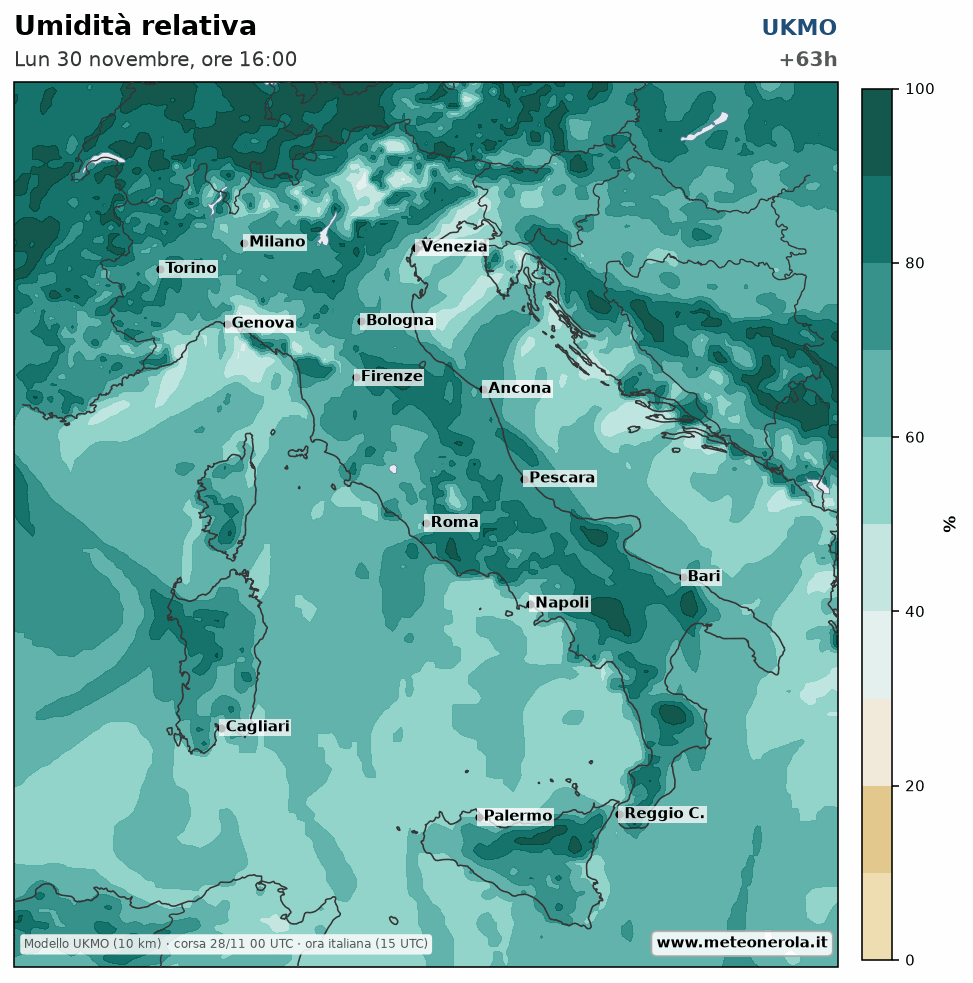 Umidità relativa
UKMO
Lun 30 novembre, ore 16:00
+63h
Milano
Venezia
Torino
Genova
Bologna
Firenze
Ancona
Pescara
Roma
Bari
Napoli
Cagliari
Palermo
Reggio C.
100
80
60
40
20
0
%
Modello UKMO (10 km) · corsa 28/11 00 UTC · ora italiana (15 UTC)
www.meteonerola.it